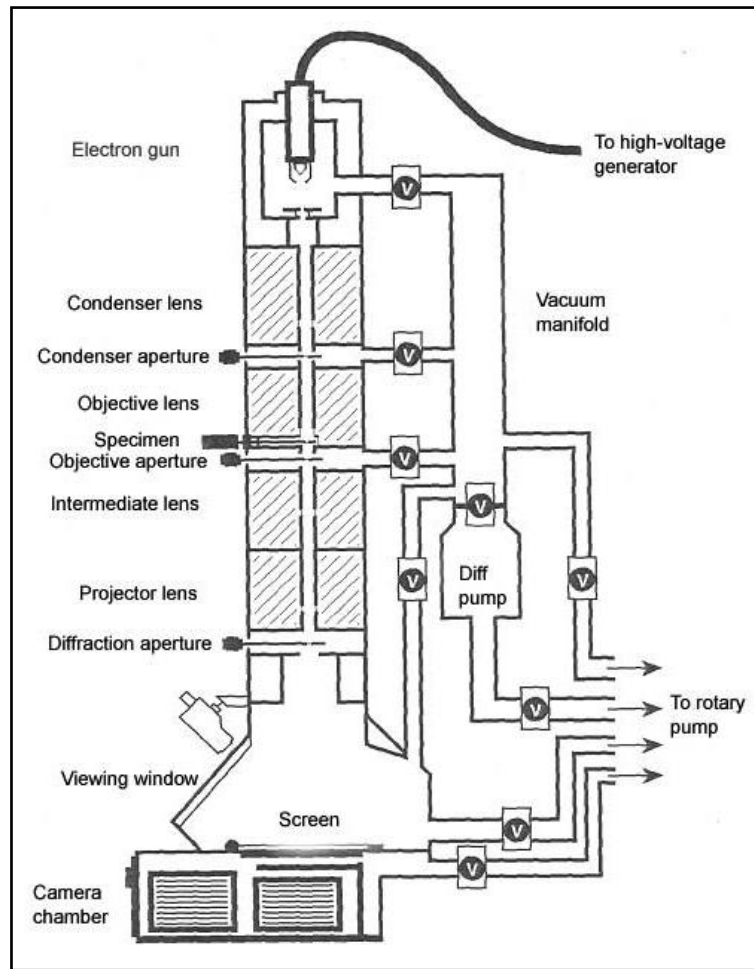 Electron gun
To high-voltage
generator
V
Condenser lens
Vacuum
manifold
Condenser aperture
V
Objective lens
Specimen
Objective aperture
V
Intermediate lens
V
Diff
pump
V
V
Projector lens
Diffraction aperture
V
To rotary
pump
Viewing window
Screen
V
V
Camera
chamber